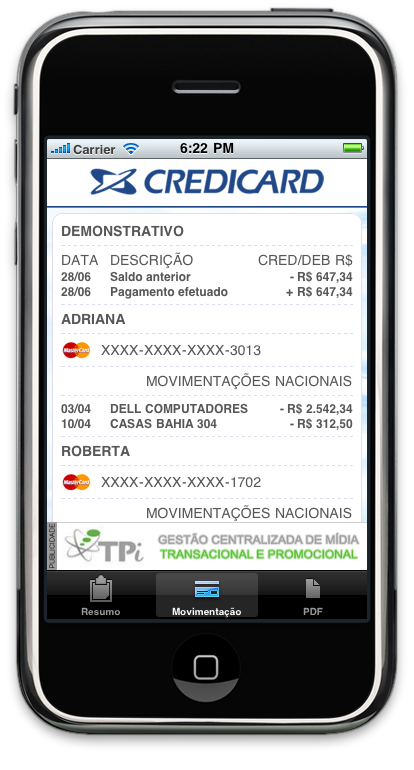 Carrier 6:22 PM
CREDICARD
DEMONSTRATIVO
DATA DESCRIÇÃO CRED/DEB R$
28/06 Saldo anterior - R$ 647,34
28/06 Pagamento efetuado + R$ 647,34
ADRIANA
MasterCard XXXX-XXXX-XXXX-3013
MOVIMENTAÇÕES NACIONAIS
03/04 DELL COMPUTADORES - R$ 2.542,34
10/04 CASAS BAHIA 304 - R$ 312,50
ROBERTA
MasterCard XXXX-XXXX-XXXX-1702
MOVIMENTAÇÕES NACIONAIS
PUBLICIDADE
TPi
GESTÃO CENTRALIZADA DE MÍDIA
TRANSACIONAL E PROMOCIONAL
Resumo Movimentação PDF